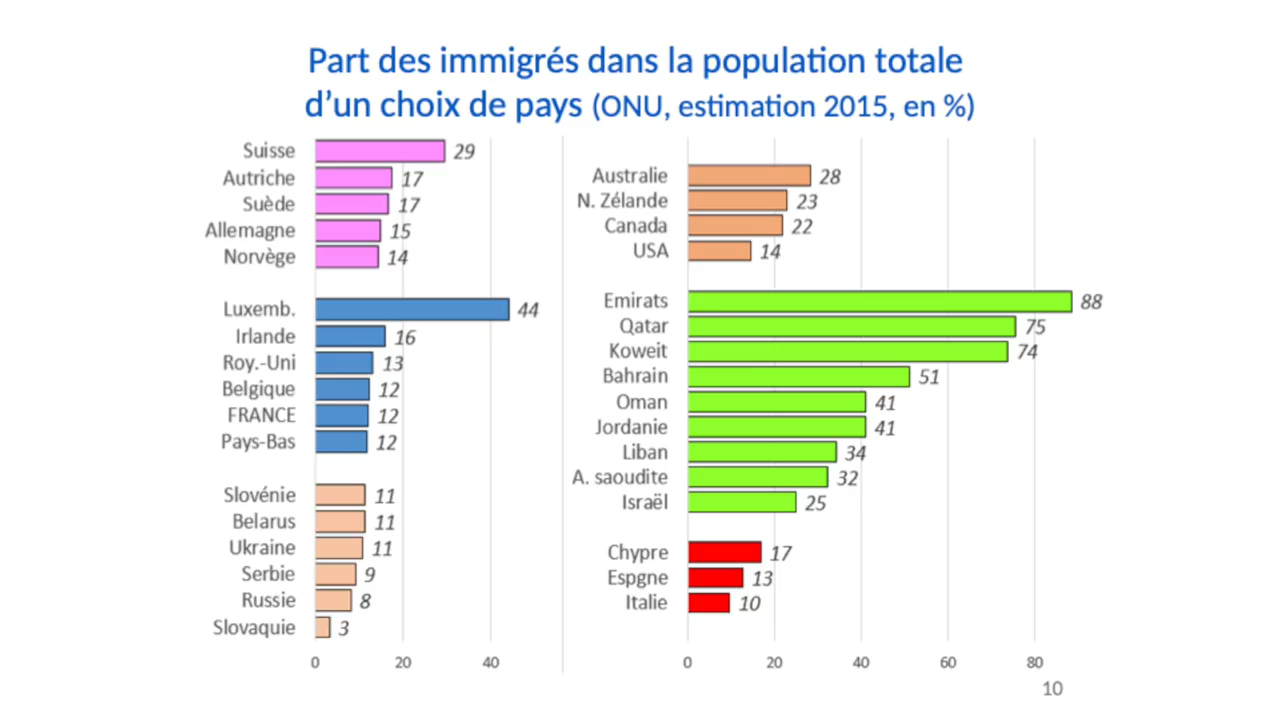 Part des immigrés dans la population totale
d’un choix de pays (ONU, estimation 2015, en %)
Suisse 29
Autriche 17
Suède 17
Allemagne 15
Norvège 14
Luxemb. 44
Irlande 16
Roy.-Uni 13
Belgique 12
FRANCE 12
Pays-Bas 12
Slovénie 11
Belarus 11
Ukraine 11
Serbie 9
Russie 8
Slovaquie 3
0 20 40
Australie 28
N. Zélande 23
Canada 22
USA 14
Emirats 88
Qatar 75
Koweit 74
Bahrain 51
Oman 41
Jordanie 41
Liban 34
A. saoudite 32
Israël 25
Chypre 17
Espgne 13
Italie 10
0 20 40 60 80
10